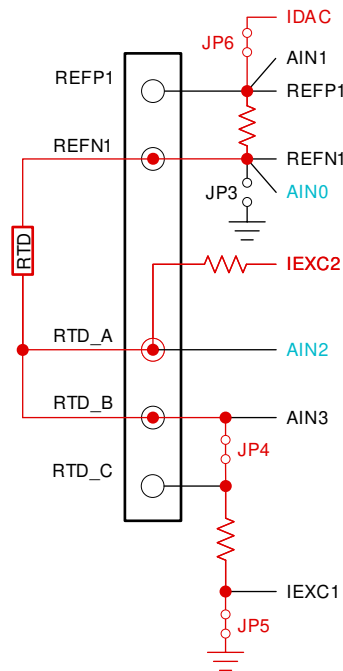 IDAC
JP6
AIN1
REFP1
REFP1
REFN1
REFN1
JP3
AIN0
RTD
IEXC2
RTD_A
AIN2
RTD_B
AIN3
JP4
RTD_C
IEXC1
JP5